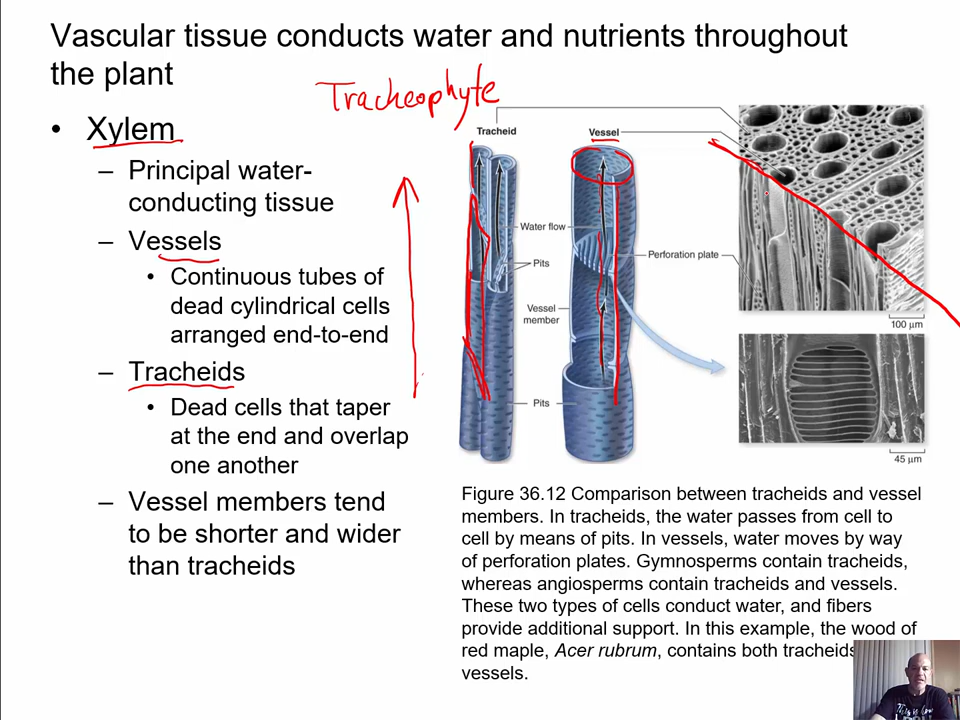 Vascular tissue conducts water and nutrients throughout
the plant
Tracheophyte
• Xylem
– Principal water-
conducting tissue
– Vessels
• Continuous tubes of
dead cylindrical cells
arranged end-to-end
– Tracheids
• Dead cells that taper
at the end and overlap
one another
– Vessel members tend
to be shorter and wider
than tracheids
Tracheid
Vessel
Water flow
Pits
Perforation plate
Vessel
member
Pits
100 µm
45 µm
Figure 36.12 Comparison between tracheids and vessel
members. In tracheids, the water passes from cell to
cell by means of pits. In vessels, water moves by way
of perforation plates. Gymnosperms contain tracheids,
whereas angiosperms contain tracheids and vessels.
These two types of cells conduct water, and fibers
provide additional support. In this example, the wood of
red maple, Acer rubrum, contains both tracheids
vessels.
This is